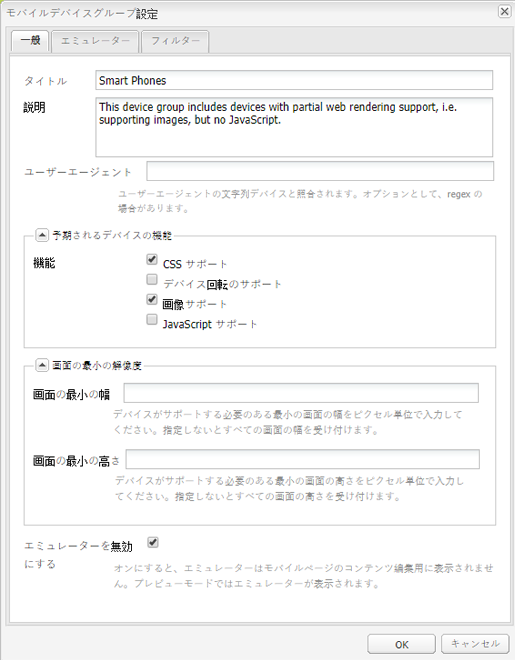 モバイルデバイスグループ設定
一般 エミュレーター フィルター
タイトル Smart Phones
説明 This device group includes devices with partial web rendering support, i.e.
supporting images, but no JavaScript.
ユーザーエージェント
ユーザーエージェントの文字列デバイスと照合されます。オプションとして、regex の
場合があります。
予期されるデバイスの機能
機能 CSS サポート
デバイス回転のサポート
画像サポート
JavaScript サポート
画面の最小の解像度
画面の最小の幅
デバイスがサポートする必要のある最小の画面の幅をピクセル単位で入力して
ください。指定しないとすべての画面の幅を受け付けます。
画面の最小の高さ
デバイスがサポートする必要のある最小の画面の高さをピクセル単位で入力し
てください。指定しないとすべての画面の高さを受け付けます。
エミュレーターを無効
にする
オンにすると、エミュレーターはモバイルページのコンテンツ編集用に表示されませ
ん。プレビューモードではエミュレーターが表示されます。
OK キャンセル